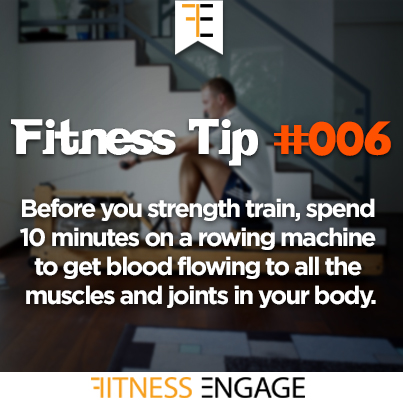 FE
Fitness Tip #006
Before you strength train, spend
10 minutes on a rowing machine
to get blood flowing to all the
muscles and joints in your body.
FITNESS ENGAGE